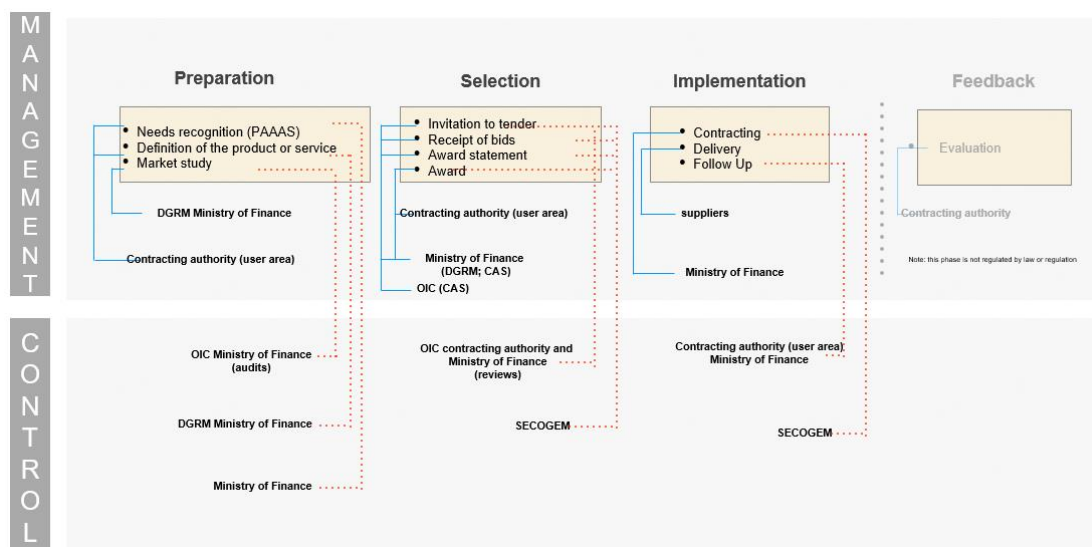 MANAGEMENT
Preparation
Needs recognition (PAAAS)
Definition of the product or service
Market study
DGRM Ministry of Finance
Contracting authority (user area)
Selection
Invitation to tender
Receipt of bids
Award statement
Award
Contracting authority (user area)
Ministry of Finance
(DGRM; CAS)
OIC (CAS)
Implementation
Contracting
Delivery
Follow Up
suppliers
Ministry of Finance
Feedback
Evaluation
Contracting authority
Note: this phase is not regulated by law or regulation
CONTROL
OIC Ministry of Finance
(audits)
DGRM Ministry of Finance
Ministry of Finance
OIC contracting authority and
Ministry of Finance
(reviews)
SECOGEM
Contracting authority (user area)
Ministry of Finance
SECOGEM